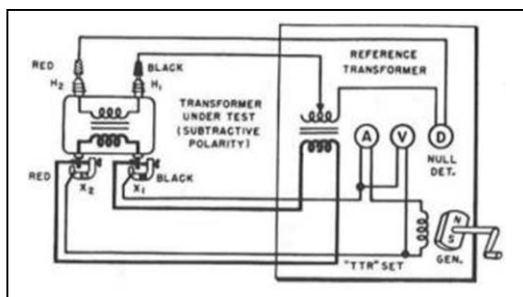 RED
H2
BLACK
H1
REFERENCE
TRANSFORMER
TRANSFORMER
UNDER TEST
(SUBTRACTIVE
POLARITY)
A
V
D
NULL
DET.
RED
X2
X1
BLACK
N
S
GEN.
"TTR" SET